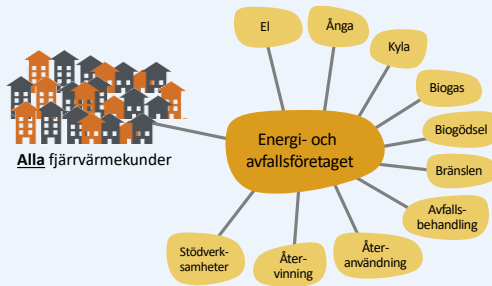 El
Ånga
Kyla
Biogas
Biogödsel
Bränslen
Avfalls-
behandling
Åter-
användning
Åter-
vinning
Stödverk-
samheter
Energi- och
avfallsföretaget
Alla fjärrvärmekunder